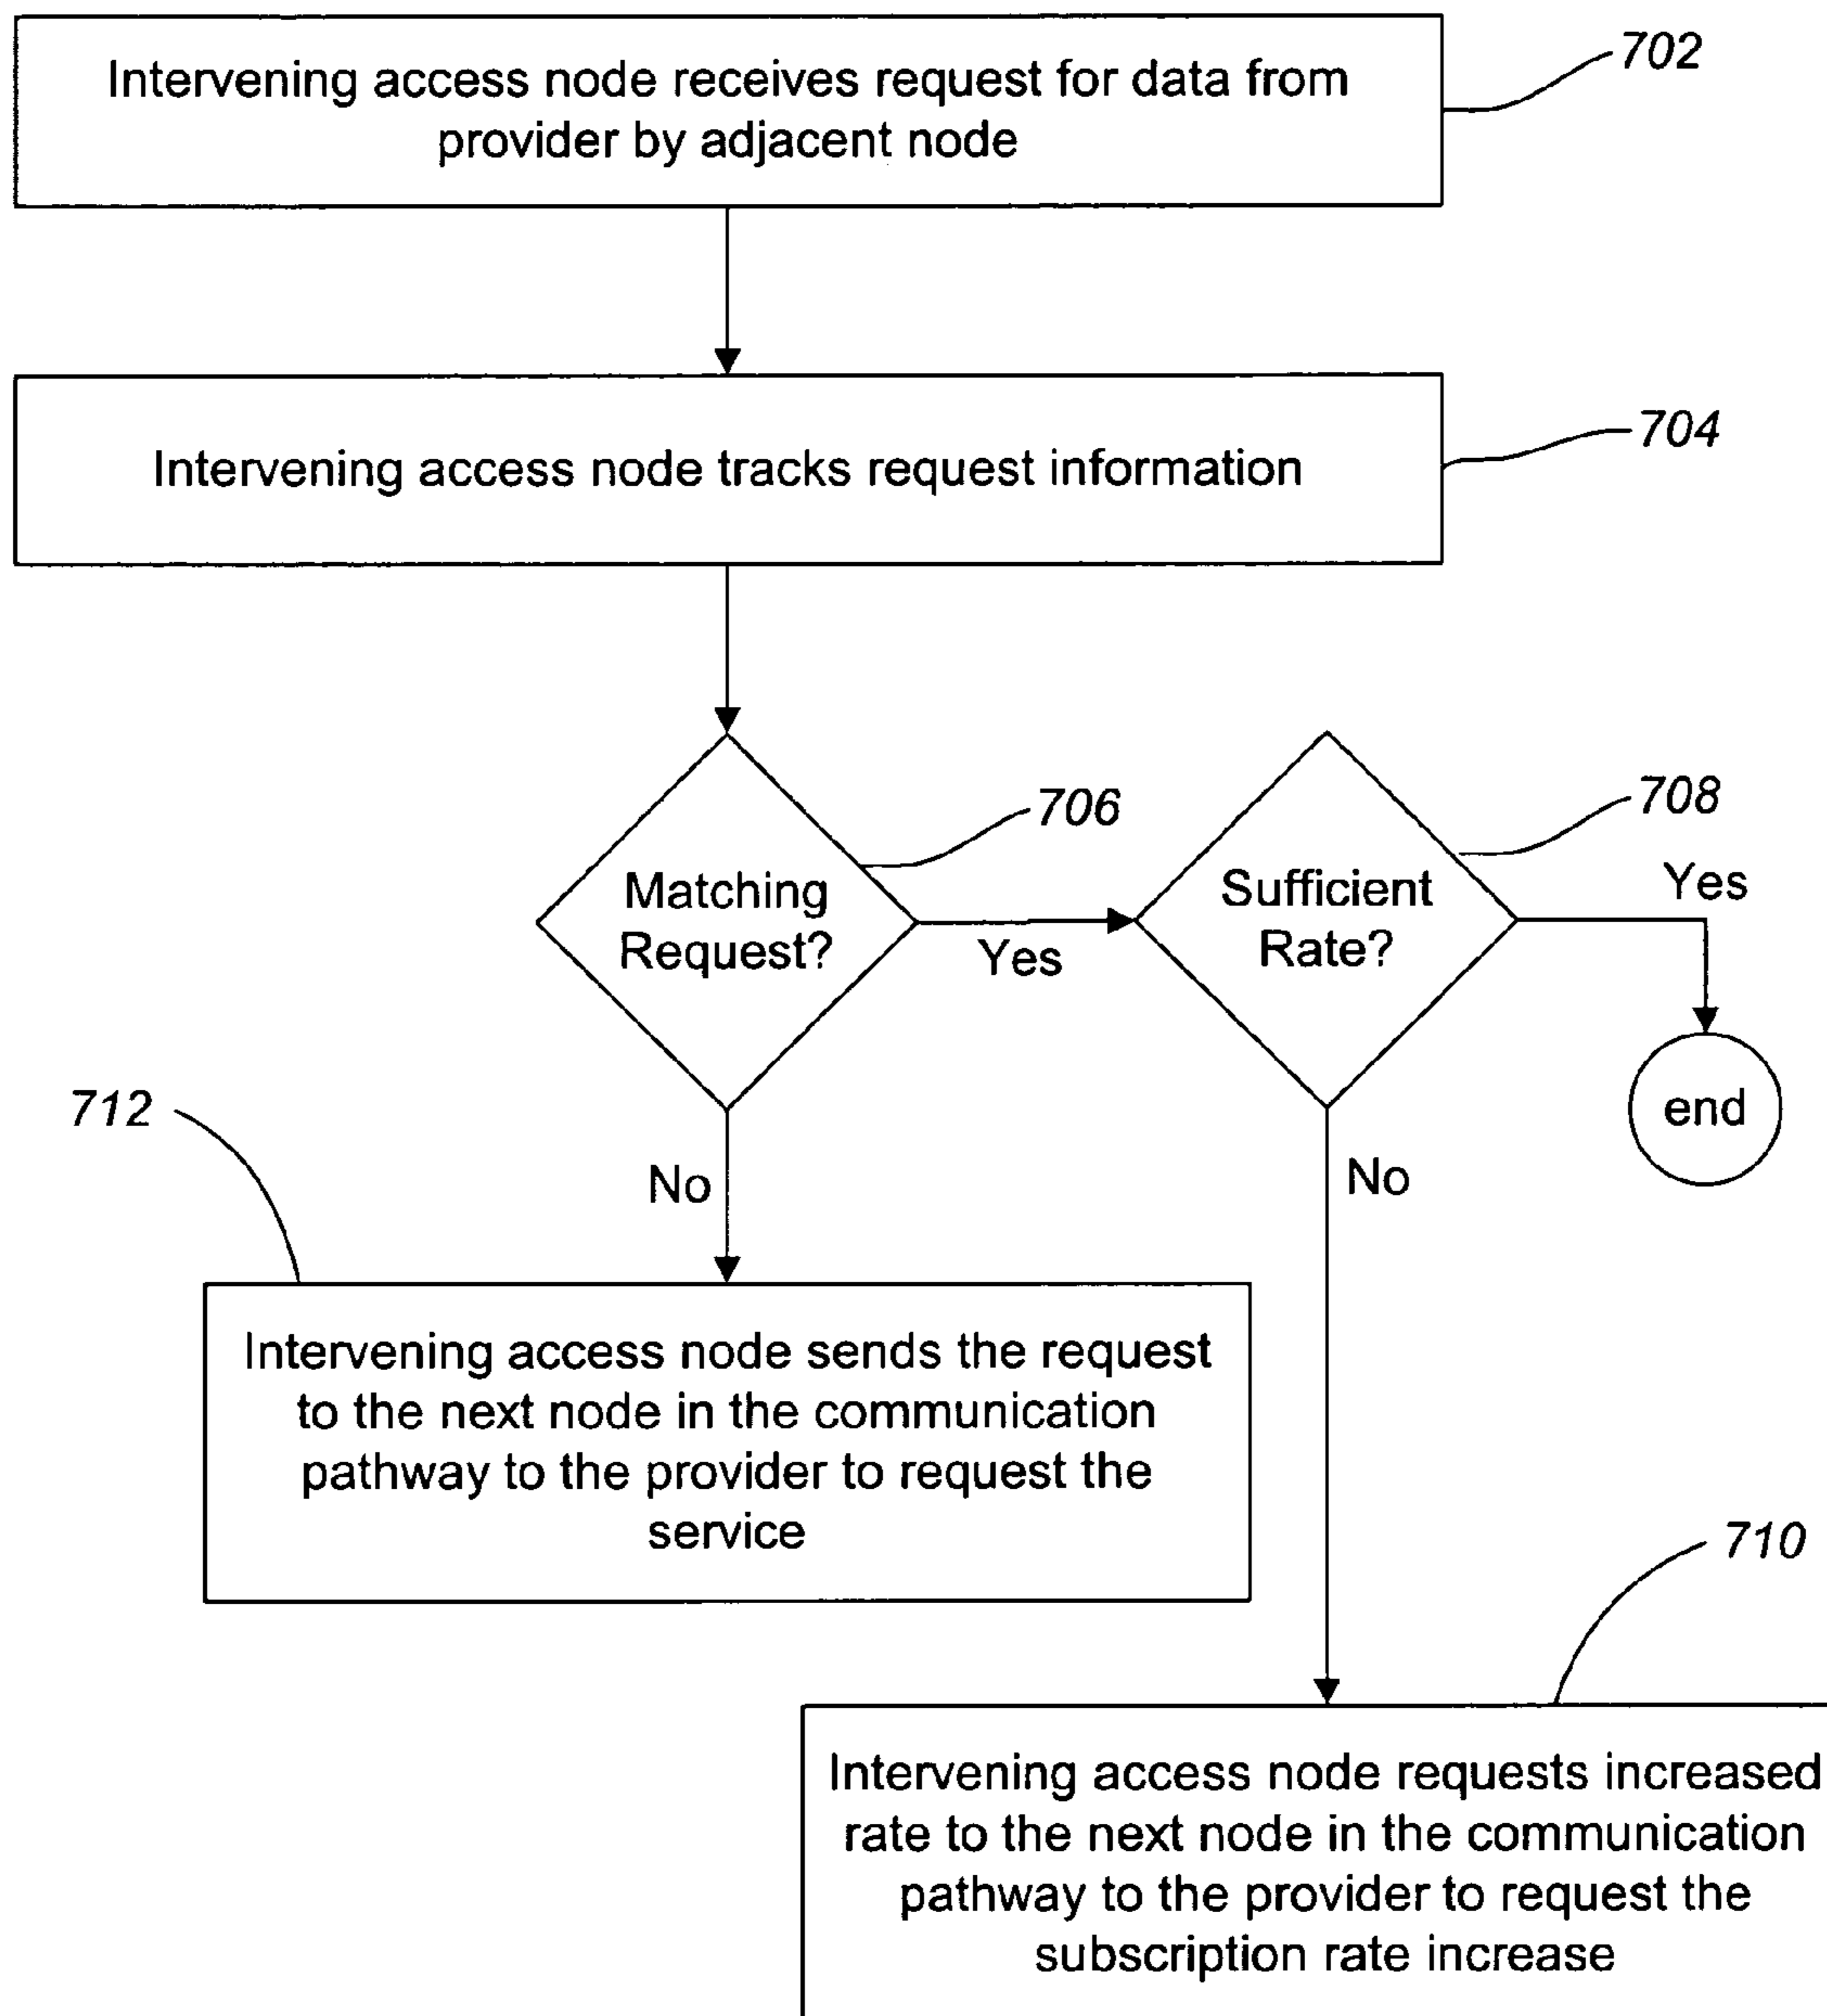 Intervening access node receives request for data from
provider by adjacent node
702
Intervening access node tracks request information
704
Matching
Request?
706
Yes
Sufficient
Rate?
708
Yes
end
No
712
Intervening access node sends the request
to the next node in the communication
pathway to the provider to request the
service
No
710
Intervening access node requests increased
rate to the next node in the communication
pathway to the provider to request the
subscription rate increase